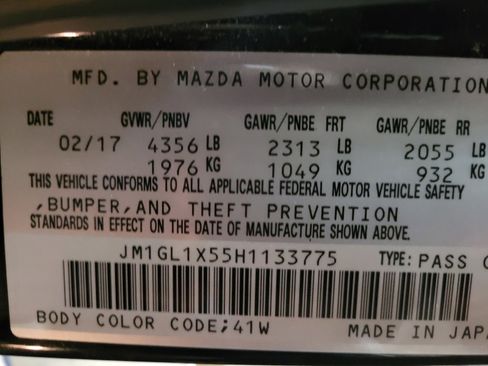 MFD. BY MAZDA MOTOR CORPORATION
DATE GVWR/PNBV GAWR/PNBE FRT GAWR/PNBE RR
02/17 4356 LB 2313 LB 2055 LB
1976 KG 1049 KG 932 KG
THIS VEHICLE CONFORMS TO ALL APPLICABLE FEDERAL MOTOR VEHICLE SAFETY
,BUMPER,AND THEFT PREVENTION
STANDARDS IN EFFECT ON THE DATE OF MANUFACTURE SHOWN ABOVE.
JM1GL1X55H1133775 TYPE: PASS
BODY COLOR CODE;41W MADE IN JAPA